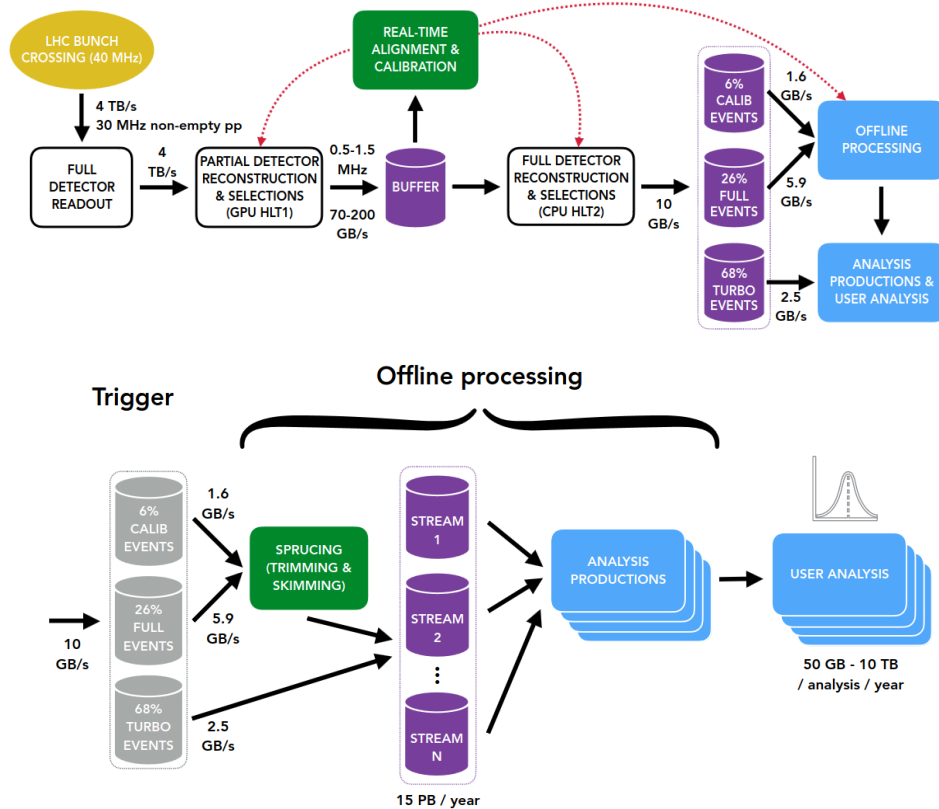 LHC BUNCH
CROSSING (40 MHz)
4 TB/s
30 MHz non-empty pp
FULL
DETECTOR
READOUT
4
TB/s
PARTIAL DETECTOR
RECONSTRUCTION
& SELECTIONS
(GPU HLT1)
0.5-1.5
MHz
70-200
GB/s
REAL-TIME
ALIGNMENT &
CALIBRATION
BUFFER
FULL DETECTOR
RECONSTRUCTION
& SELECTIONS
(CPU HLT2)
10
GB/s
6%
CALIB
EVENTS
26%
FULL
EVENTS
68%
TURBO
EVENTS
1.6
GB/s
5.9
GB/s
2.5
GB/s
OFFLINE
PROCESSING
ANALYSIS
PRODUCTIONS &
USER ANALYSIS
Offline processing
Trigger
10
GB/s
6%
CALIB
EVENTS
26%
FULL
EVENTS
68%
TURBO
EVENTS
1.6
GB/s
5.9
GB/s
2.5
GB/s
SPRUCING
(TRIMMING &
SKIMMING)
STREAM
1
STREAM
2
...
STREAM
N
15 PB / year
ANALYSIS
PRODUCTIONS
USER ANALYSIS
50 GB - 10 TB
/ analysis / year